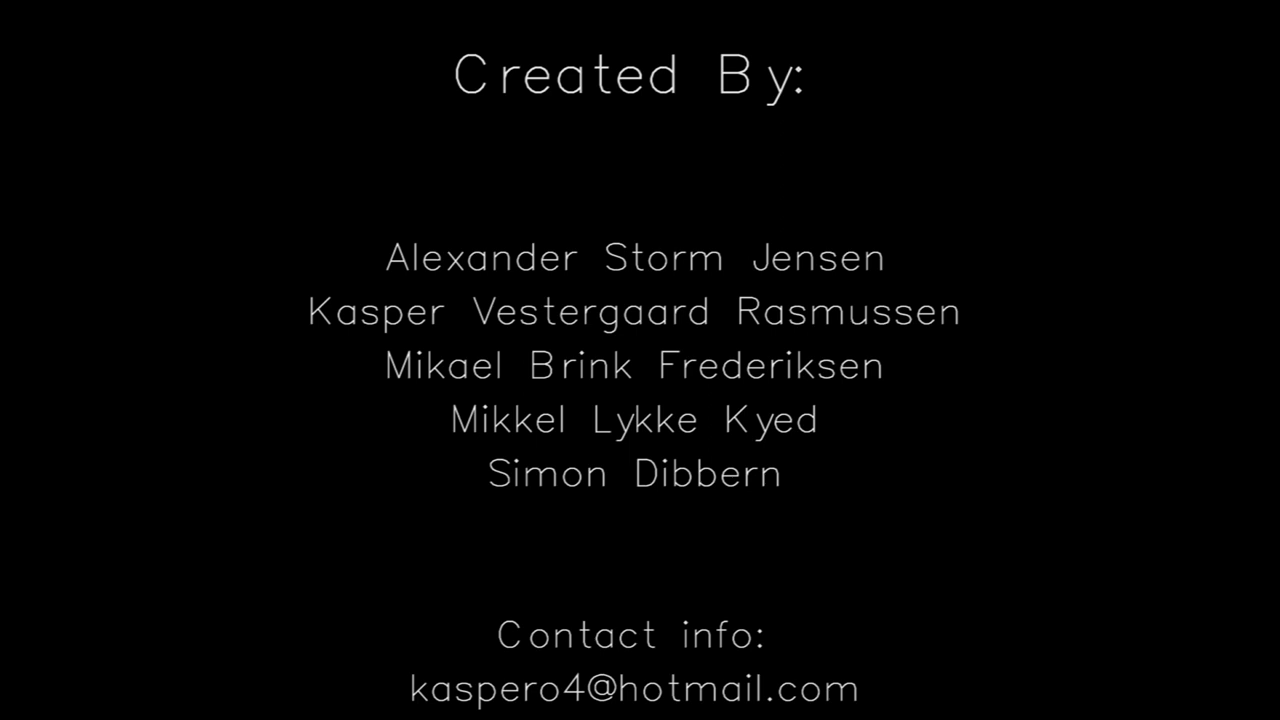 Created By:
Alexander Storm Jensen
Kasper Vestergaard Rasmussen
Mikael Brink Frederiksen
Mikkel Lykke Kyed
Simon Dibbern
Contact info:
kaspero4@hotmail.com